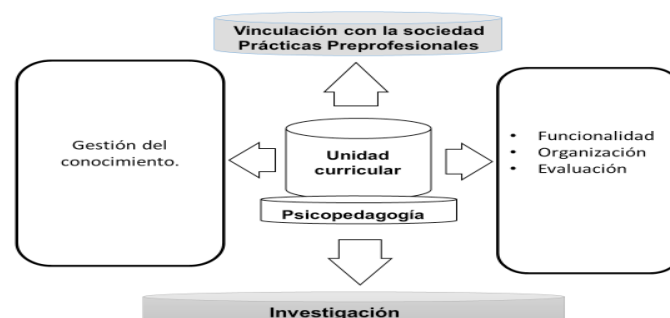 Vinculación con la sociedad
Prácticas Preprofesionales
Gestión del
conocimiento.
Unidad
curricular
Psicopedagogía
• Funcionalidad
• Organización
• Evaluación
Investigación